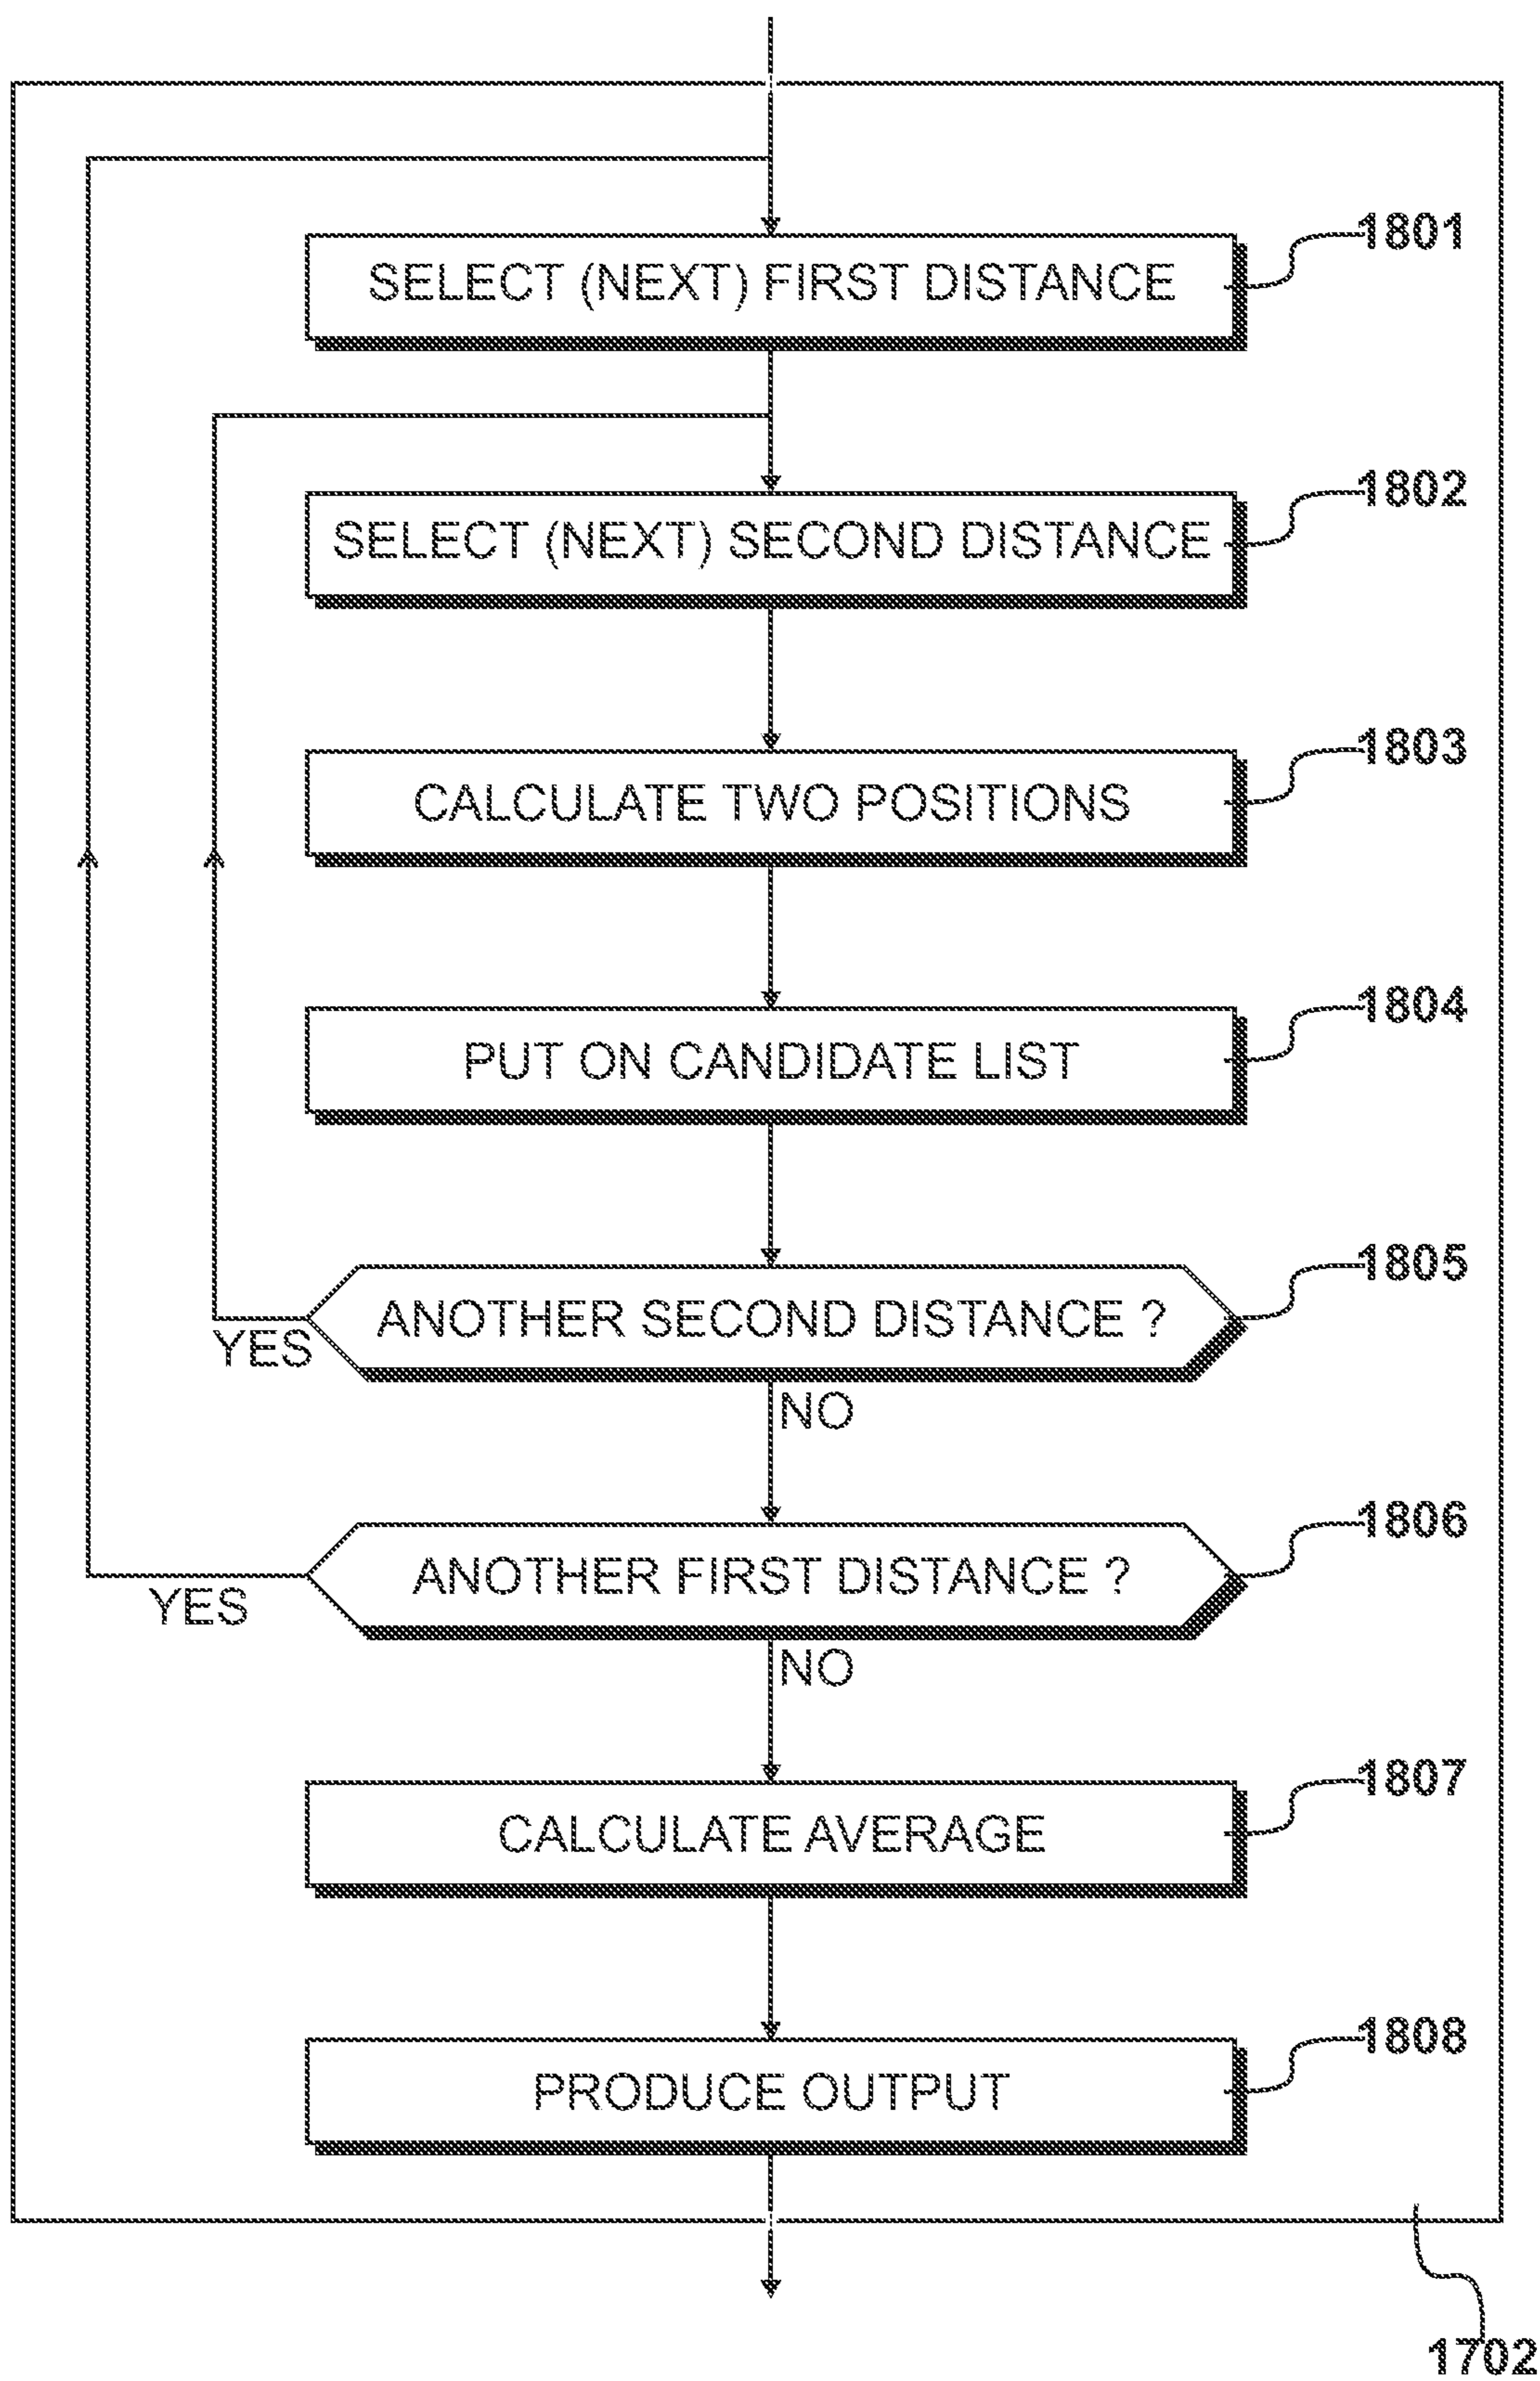 1801
SELECT (NEXT) FIRST DISTANCE
1802
SELECT (NEXT) SECOND DISTANCE
1803
CALCULATE TWO POSITIONS
1804
PUT ON CANDIDATE LIST
1805
ANOTHER SECOND DISTANCE ?
YES
NO
1806
ANOTHER FIRST DISTANCE ?
YES
NO
1807
CALCULATE AVERAGE
1808
PRODUCE OUTPUT
1702